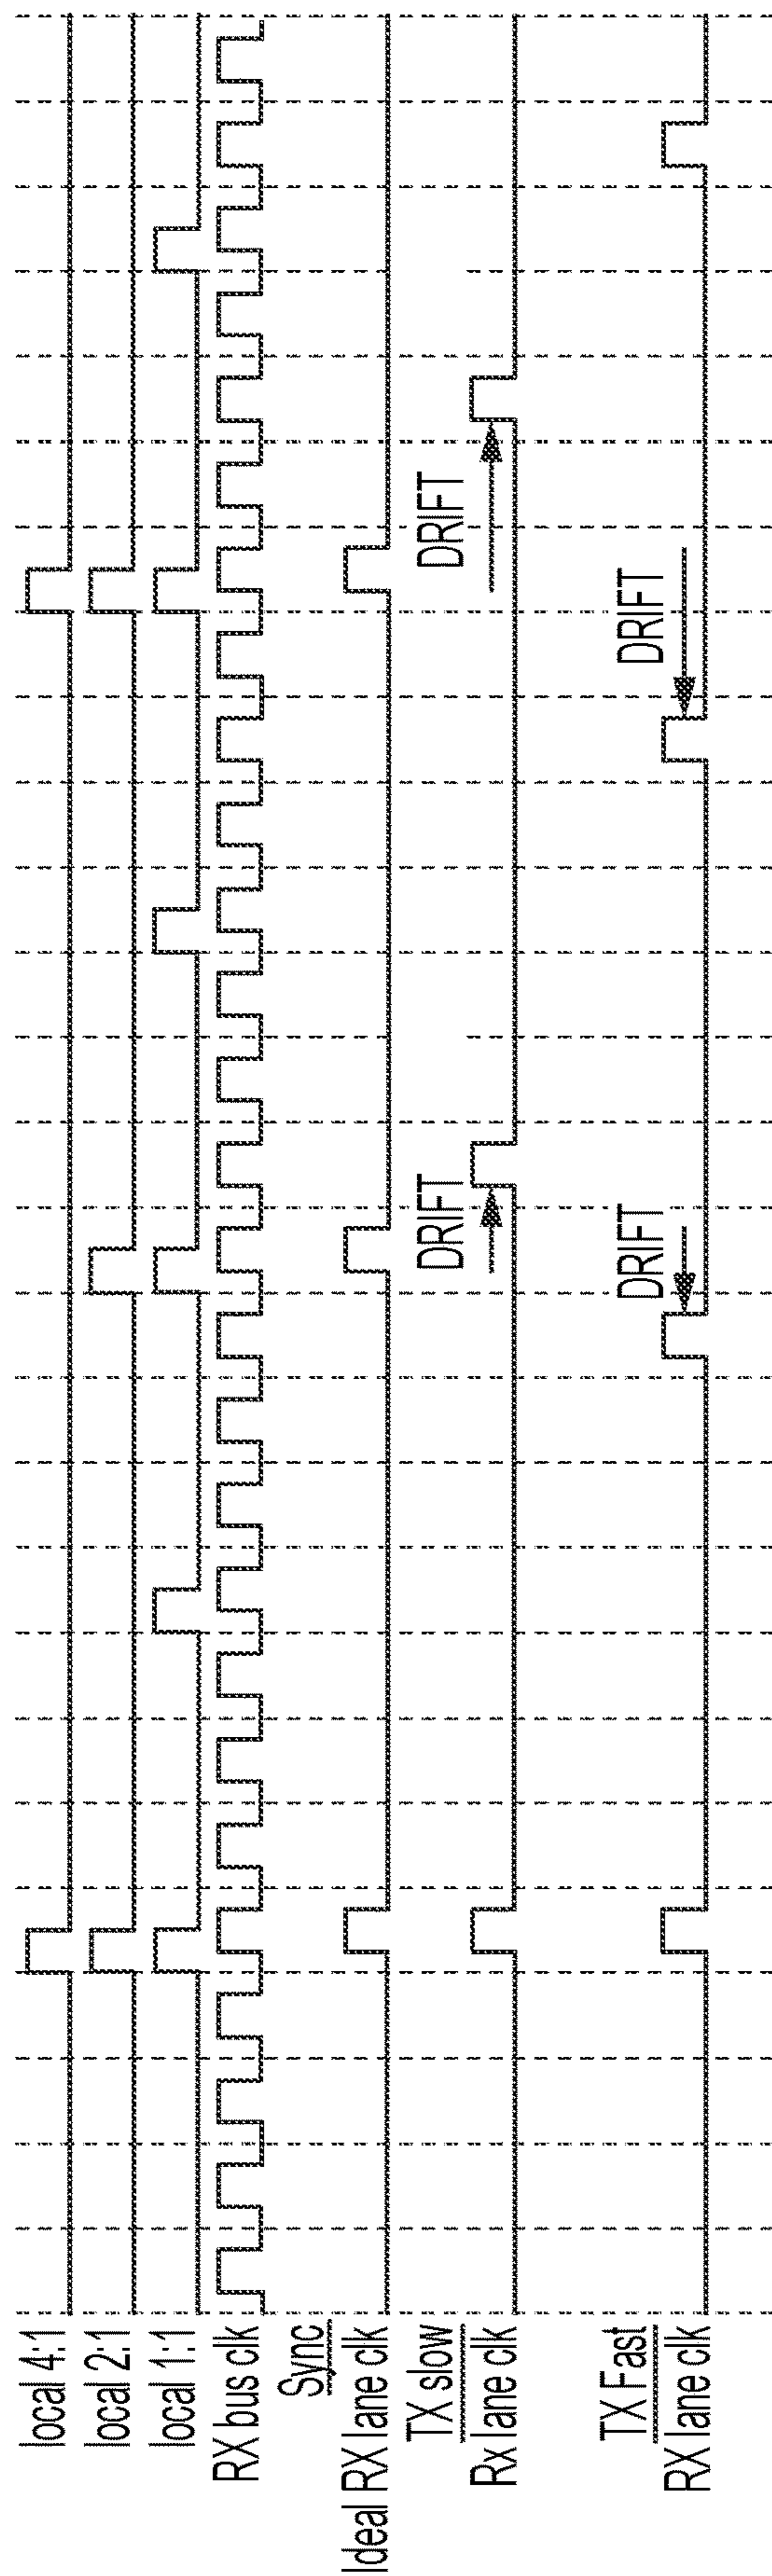 local 4:1
local 2:1
local 1:1
RX bus clk
Sync
Ideal RX lane clk
TX slow
Rx lane clk
DRIFT
DRIFT
TX Fast
RX lane clk
DRIFT
DRIFT